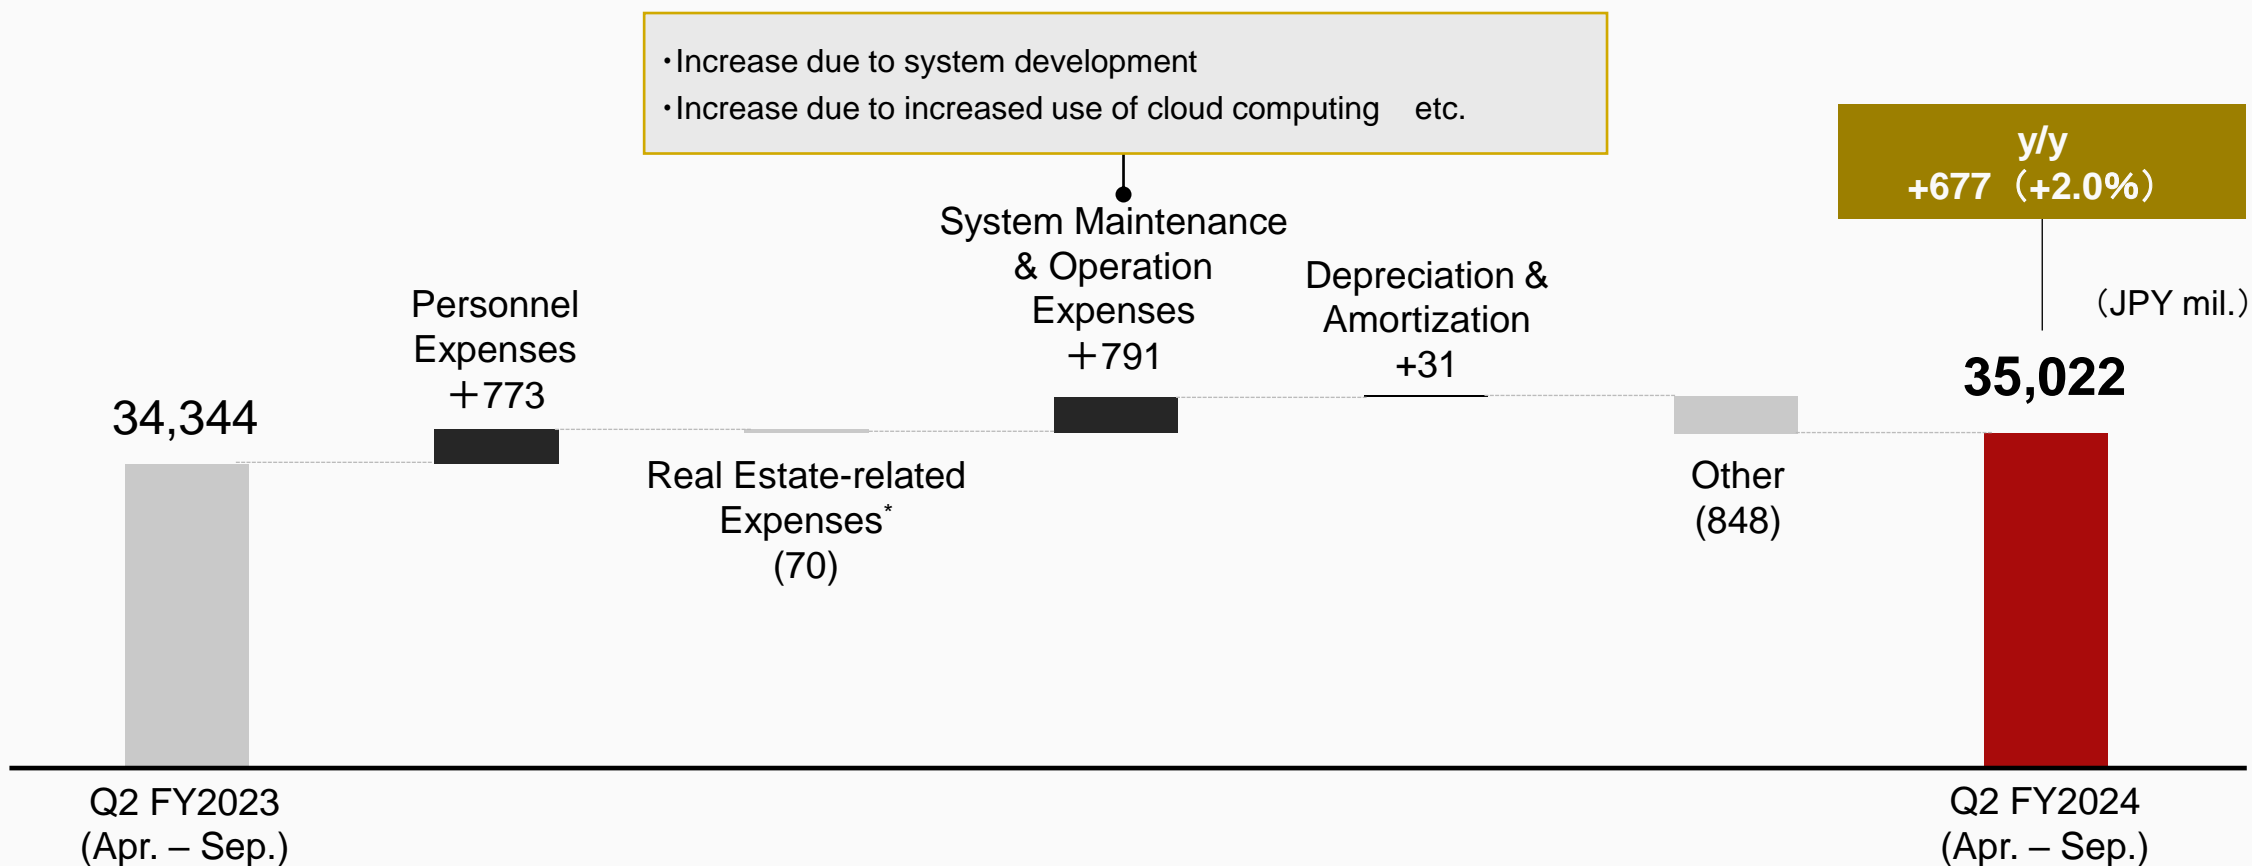 ・Increase due to system development
・Increase due to increased use of cloud computing　etc.
y/y
+677（+2.0%）
（JPY mil.）
34,344
Personnel
Expenses
＋773
Real Estate-related
Expenses*
(70)
System Maintenance
& Operation
Expenses
＋791
Depreciation &
Amortization
+31
Other
(848)
35,022
Q2 FY2023
(Apr. – Sep.)
Q2 FY2024
(Apr. – Sep.)